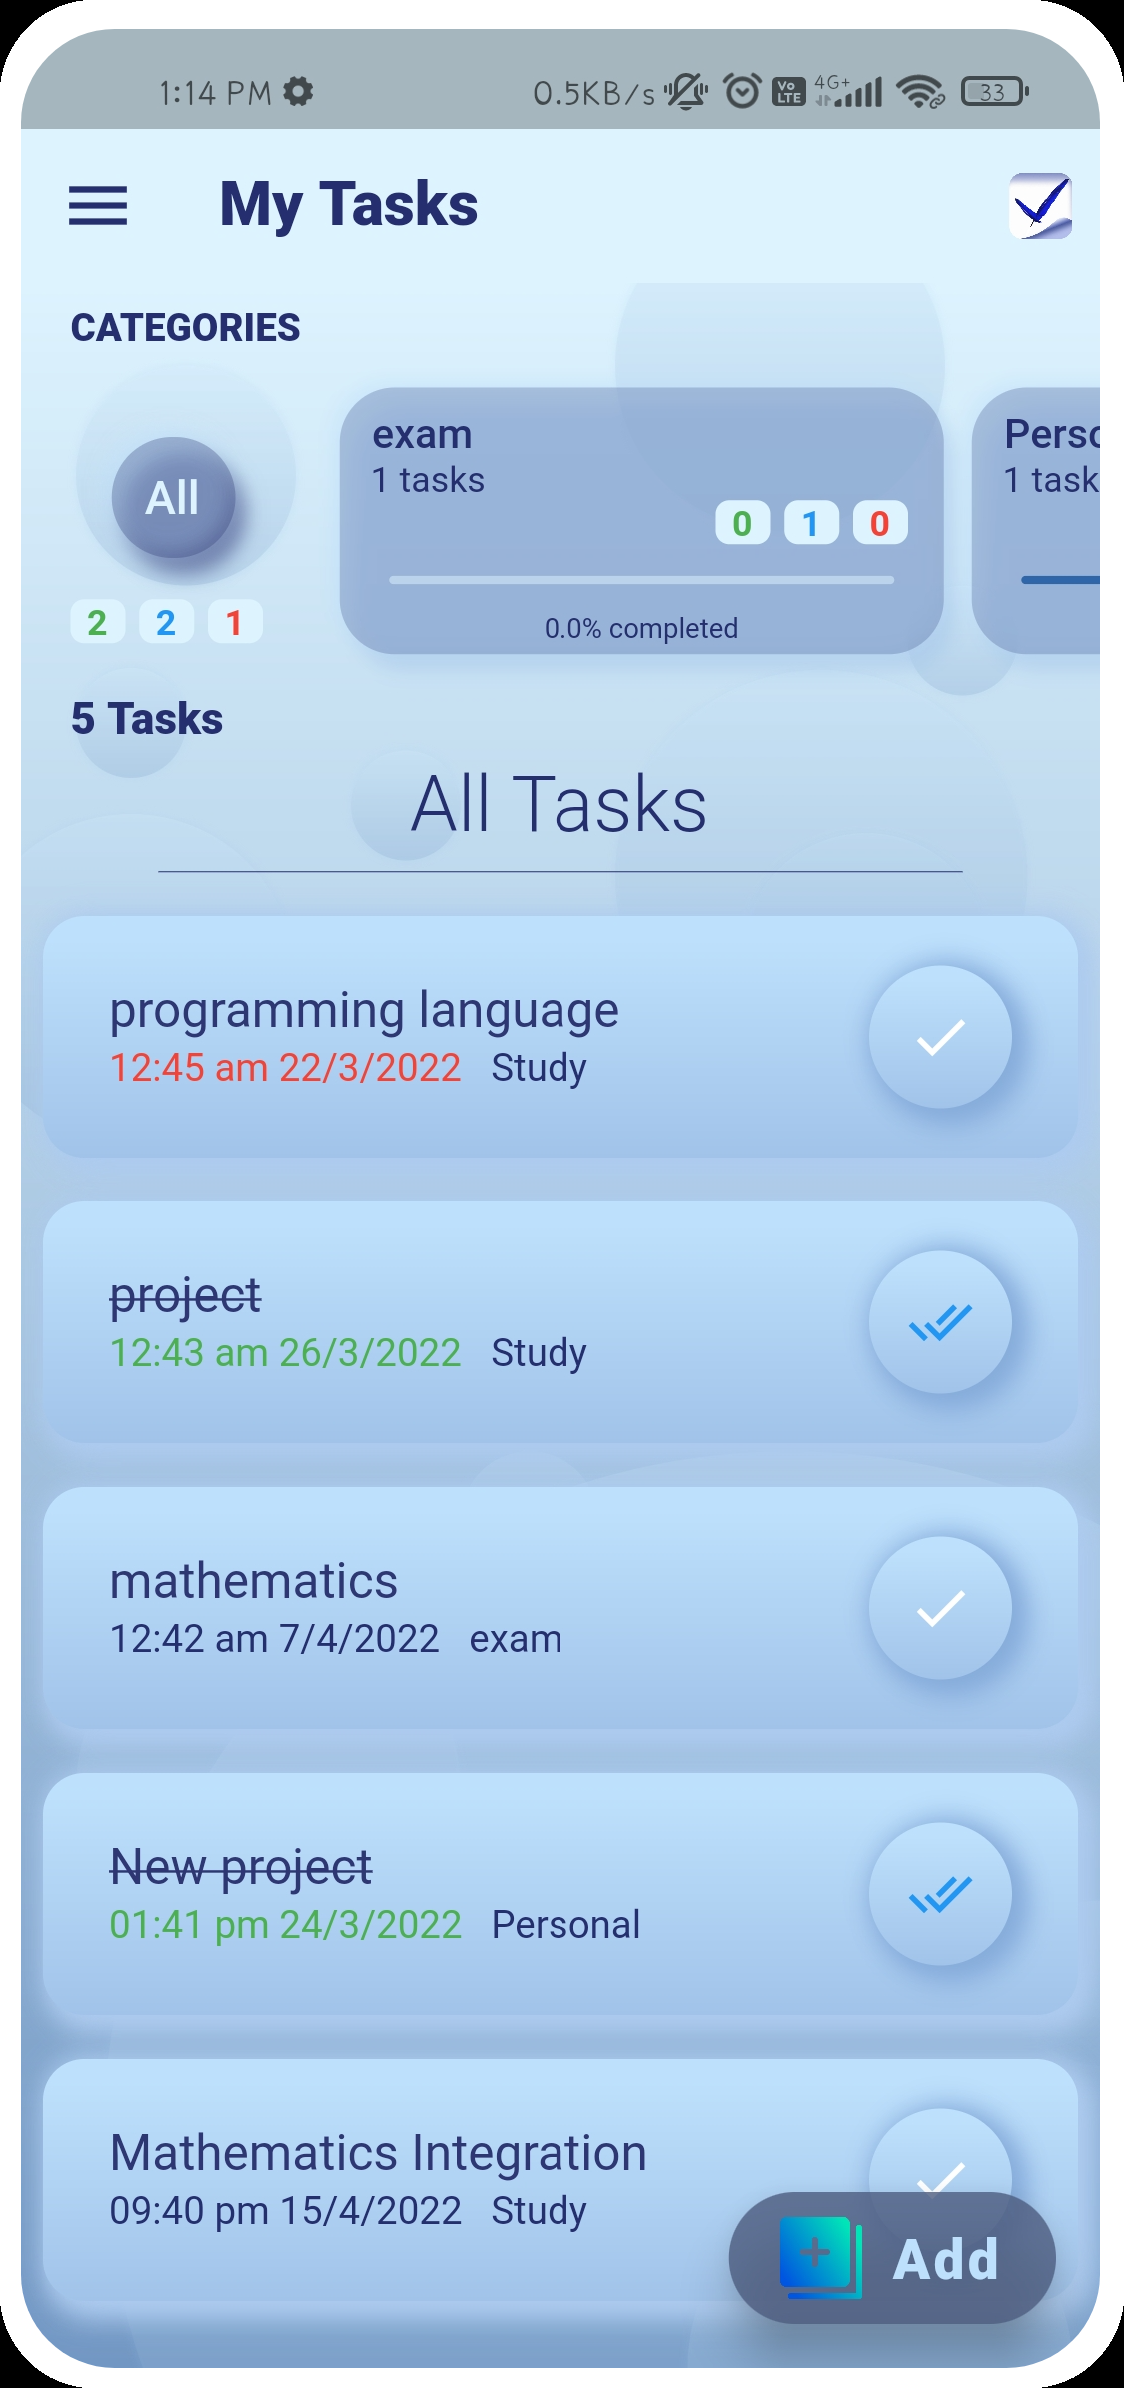 1:14 PM 0.5KB/s Vo LTE 4G+ 33
My Tasks
CATEGORIES
All
2 2 1
exam
1 tasks
0 1 0
0.0% completed
Perso
1 task
5 Tasks
All Tasks
programming language
12:45 am 22/3/2022 Study
project
12:43 am 26/3/2022 Study
mathematics
12:42 am 7/4/2022 exam
New project
01:41 pm 24/3/2022 Personal
Mathematics Integration
09:40 pm 15/4/2022 Study
Add